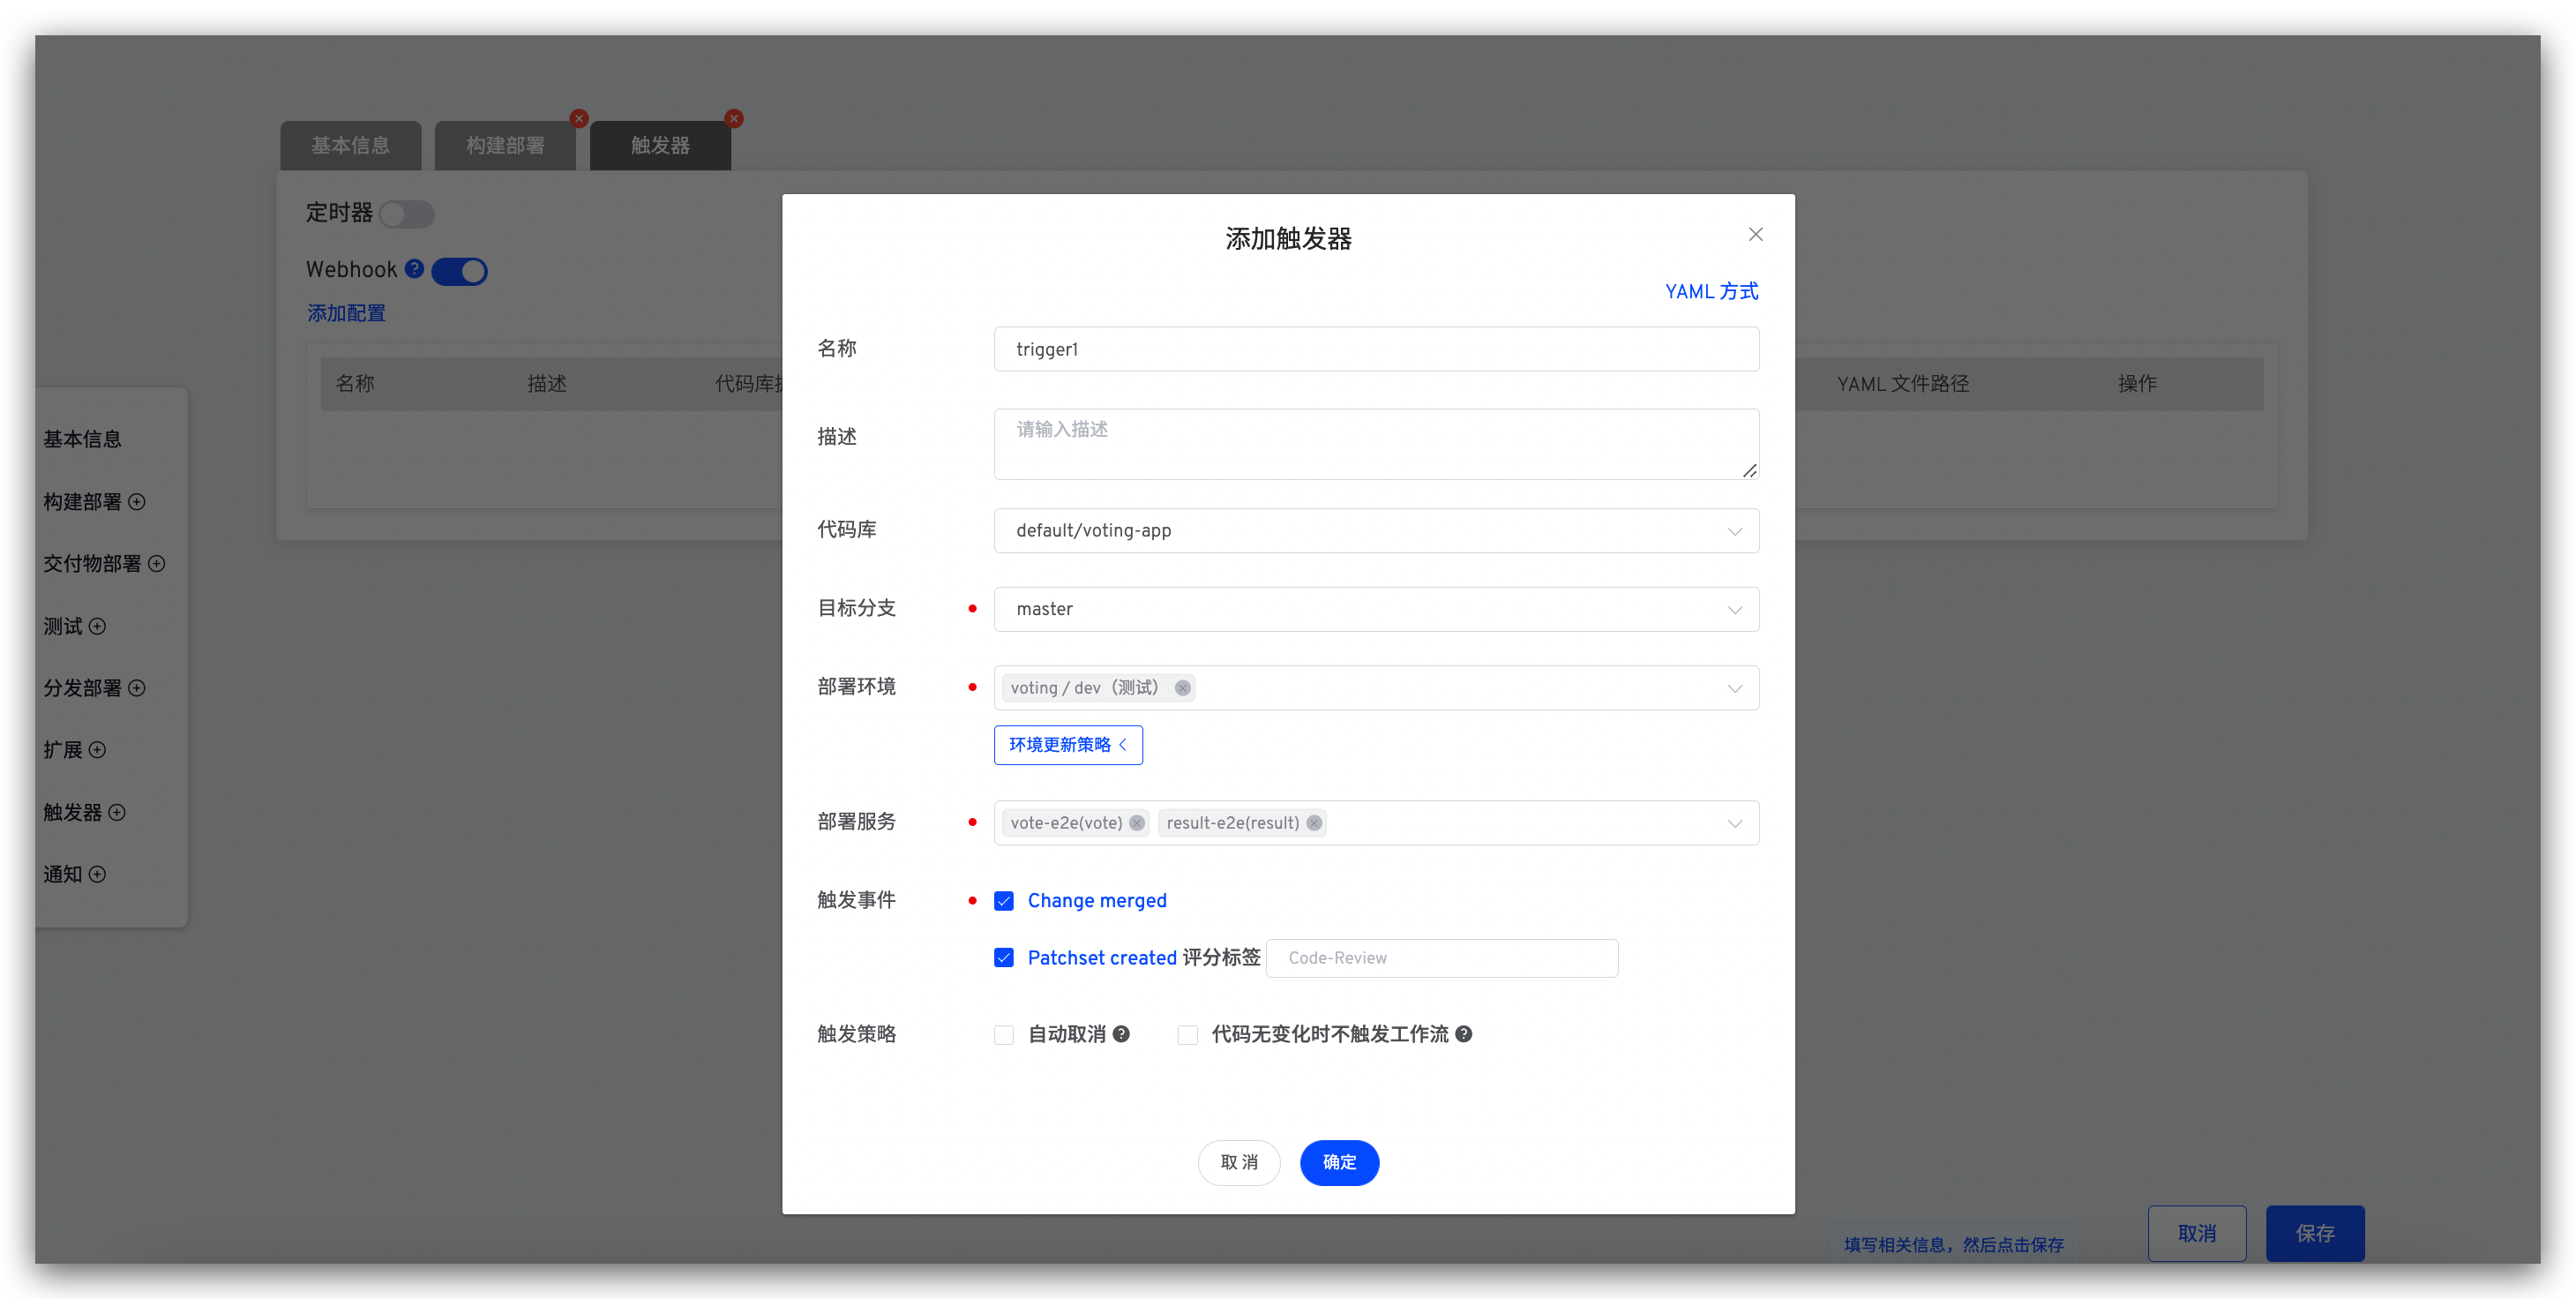 基本信息
构建部署
触发器
定时器
Webhook
添加配置
名称
描述
代码库
YAML 文件路径
操作
基本信息
构建部署
交付物部署
测试
分发部署
扩展
触发器
通知
添加触发器
YAML 方式
名称
trigger1
描述
请输入描述
代码库
default/voting-app
目标分支
master
部署环境
voting / dev（测试）
环境更新策略
部署服务
vote-e2e(vote)
result-e2e(result)
触发事件
Change merged
Patchset created 评分标签
Code-Review
触发策略
自动取消
代码无变化时不触发工作流
取 消
确定
填写相关信息，然后点击保存
取消
保存